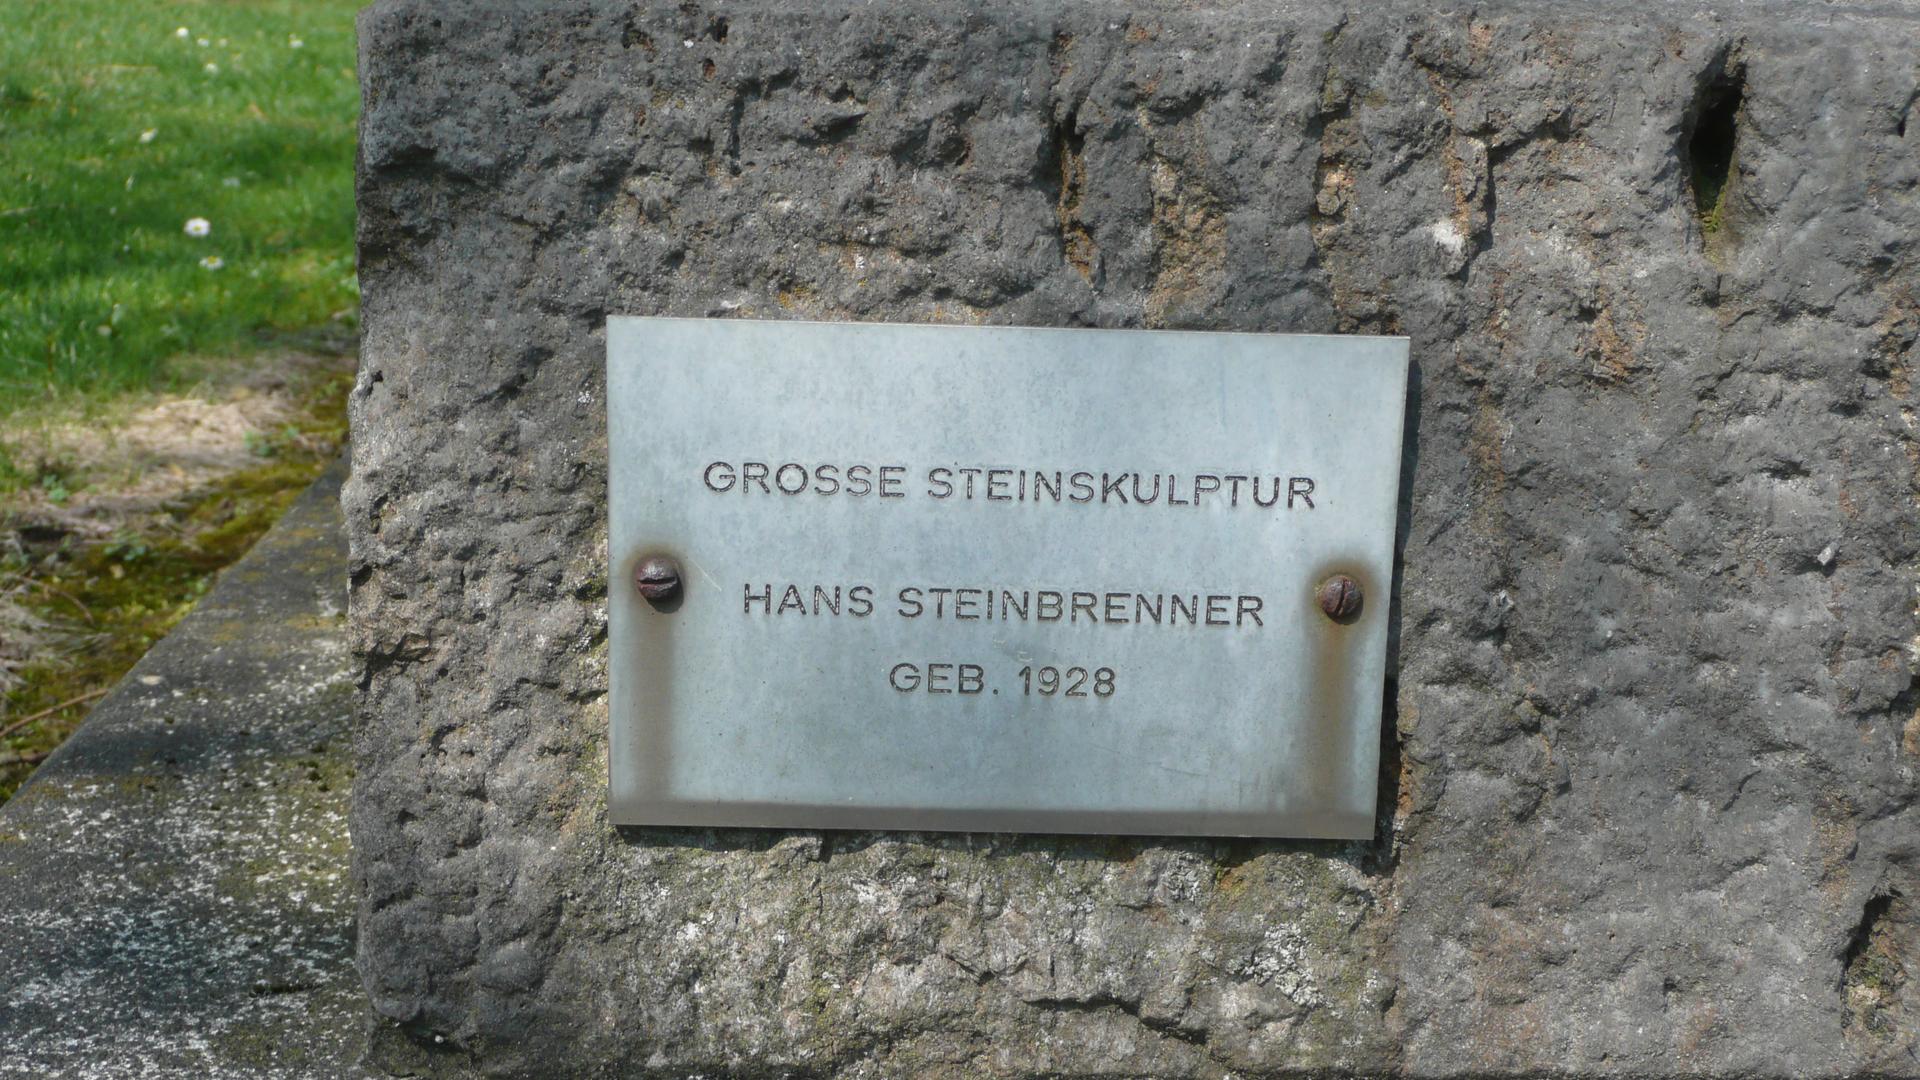 GROSSE STEINSKULPTUR
HANS STEINBRENNER
GEB. 1928